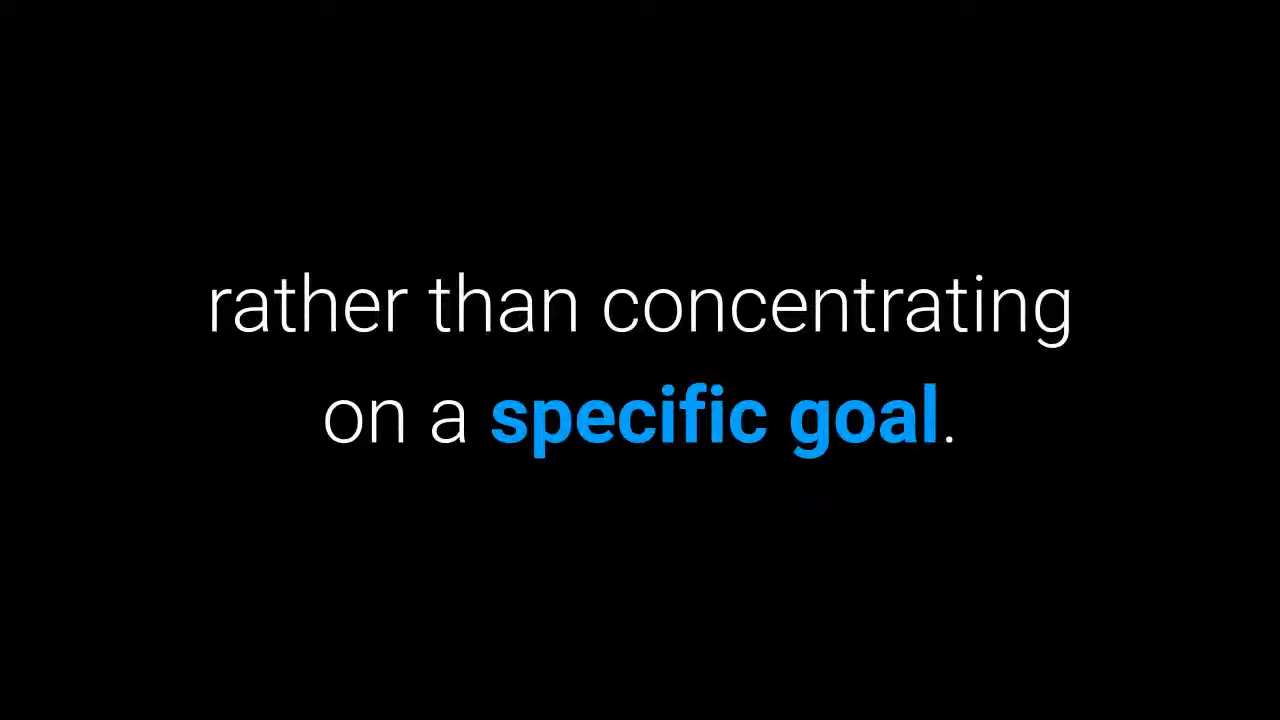 rather than concentrating
on a specific goal.